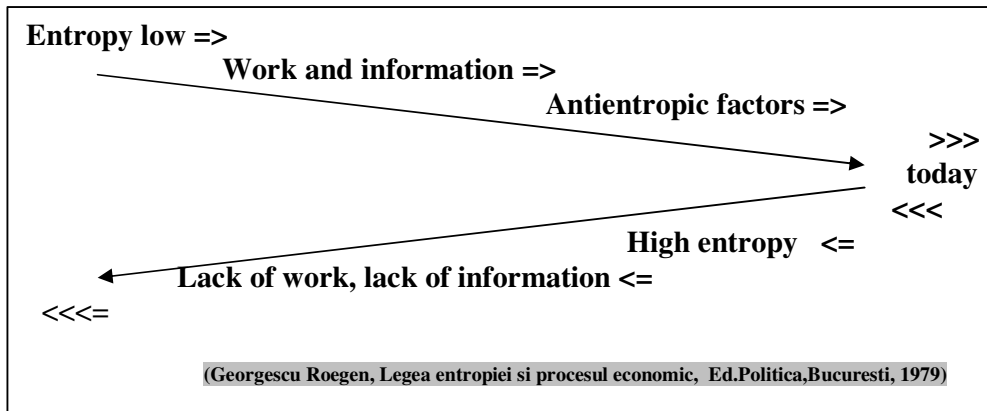 Entropy low =>
Work and information =>
Antientropic factors =>
>>>
today
<<<
High entropy <=
Lack of work, lack of information <=
<<<=
(Georgescu Roegen, Legea entropiei si procesul economic, Ed.Politica,Bucuresti, 1979)